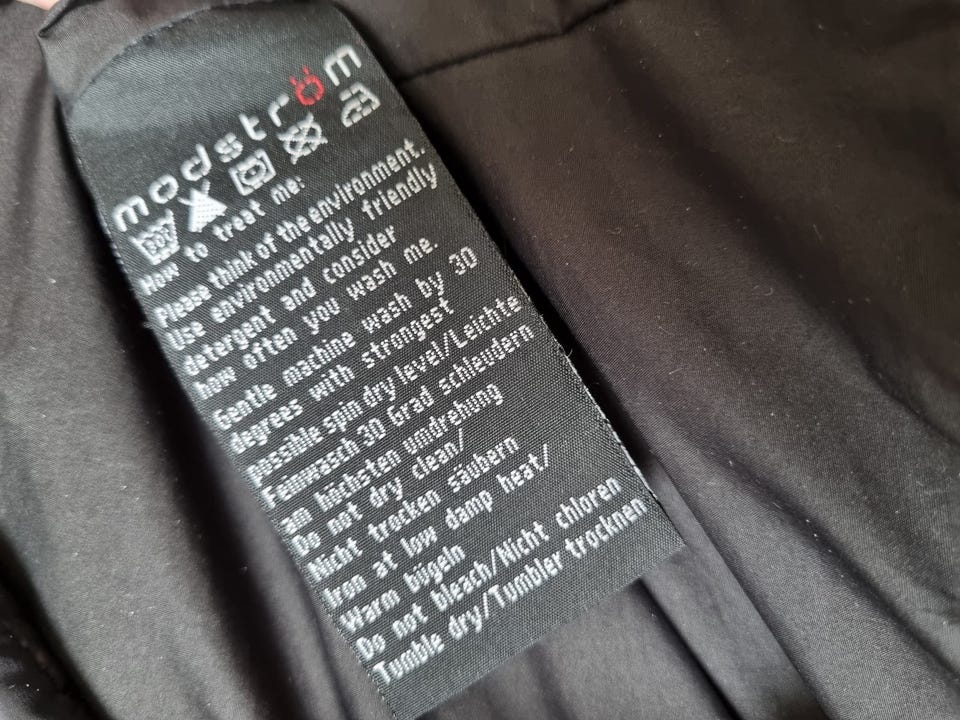 modström
30
How to treat me:
Please think of the environment.
Use environmentally friendly
detergent and consider
how often you wash me.
Gentle machine wash by 30
degrees with strongest
possible spin dry level/Leichte
Feinwasch 30 Grad schleudern
am höchsten umdrehung
Do not dry clean/
Nicht trocken säubern
Iron at low damp heat/
Warm bügeln
Do not bleach/Nicht chloren
Tumble dry/Tumbler trocknen